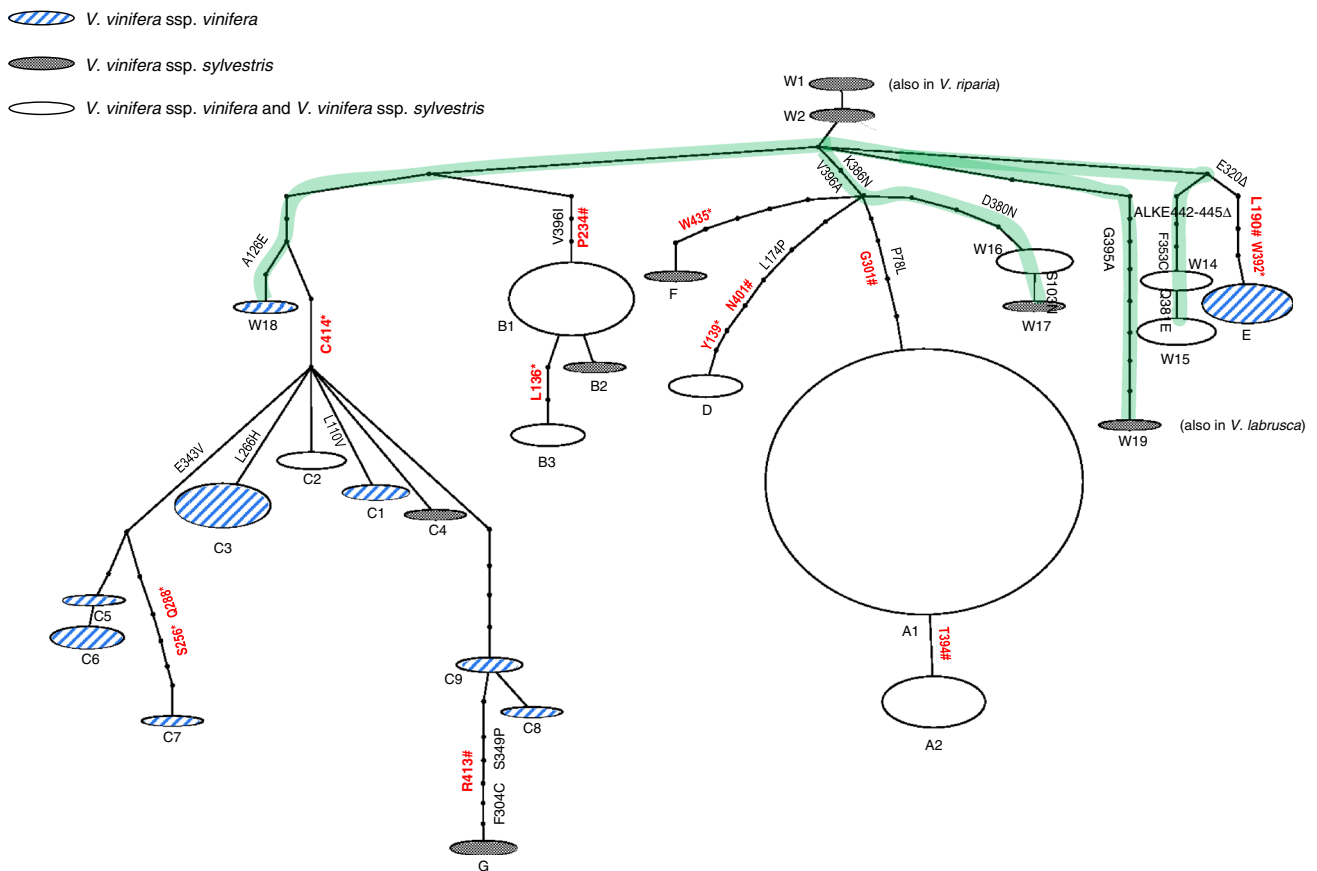 V. vinifera ssp. vinifera
V. vinifera ssp. sylvestris
V. vinifera ssp. vinifera and V. vinifera ssp. sylvestris
W1
(also in V. riparia)
W2
K386N
V396A
E320Δ
L190# W392*
ALKE442-445Δ
F353C
W14
Q381E
W15
E
G395A
W19
(also in V. labrusca)
D380N
W16
S103N
W17
W435*
F
L174P
N401#
Y139*
D
P78L
G301#
A1
T394#
A2
V396I
P234#
B1
B2
L136*
B3
A126E
W18
C414*
E343V
L266H
L110V
C2
C1
C4
C3
C5
C6
S256* Q288*
C7
C9
C8
R413#
S349P
F304C
G